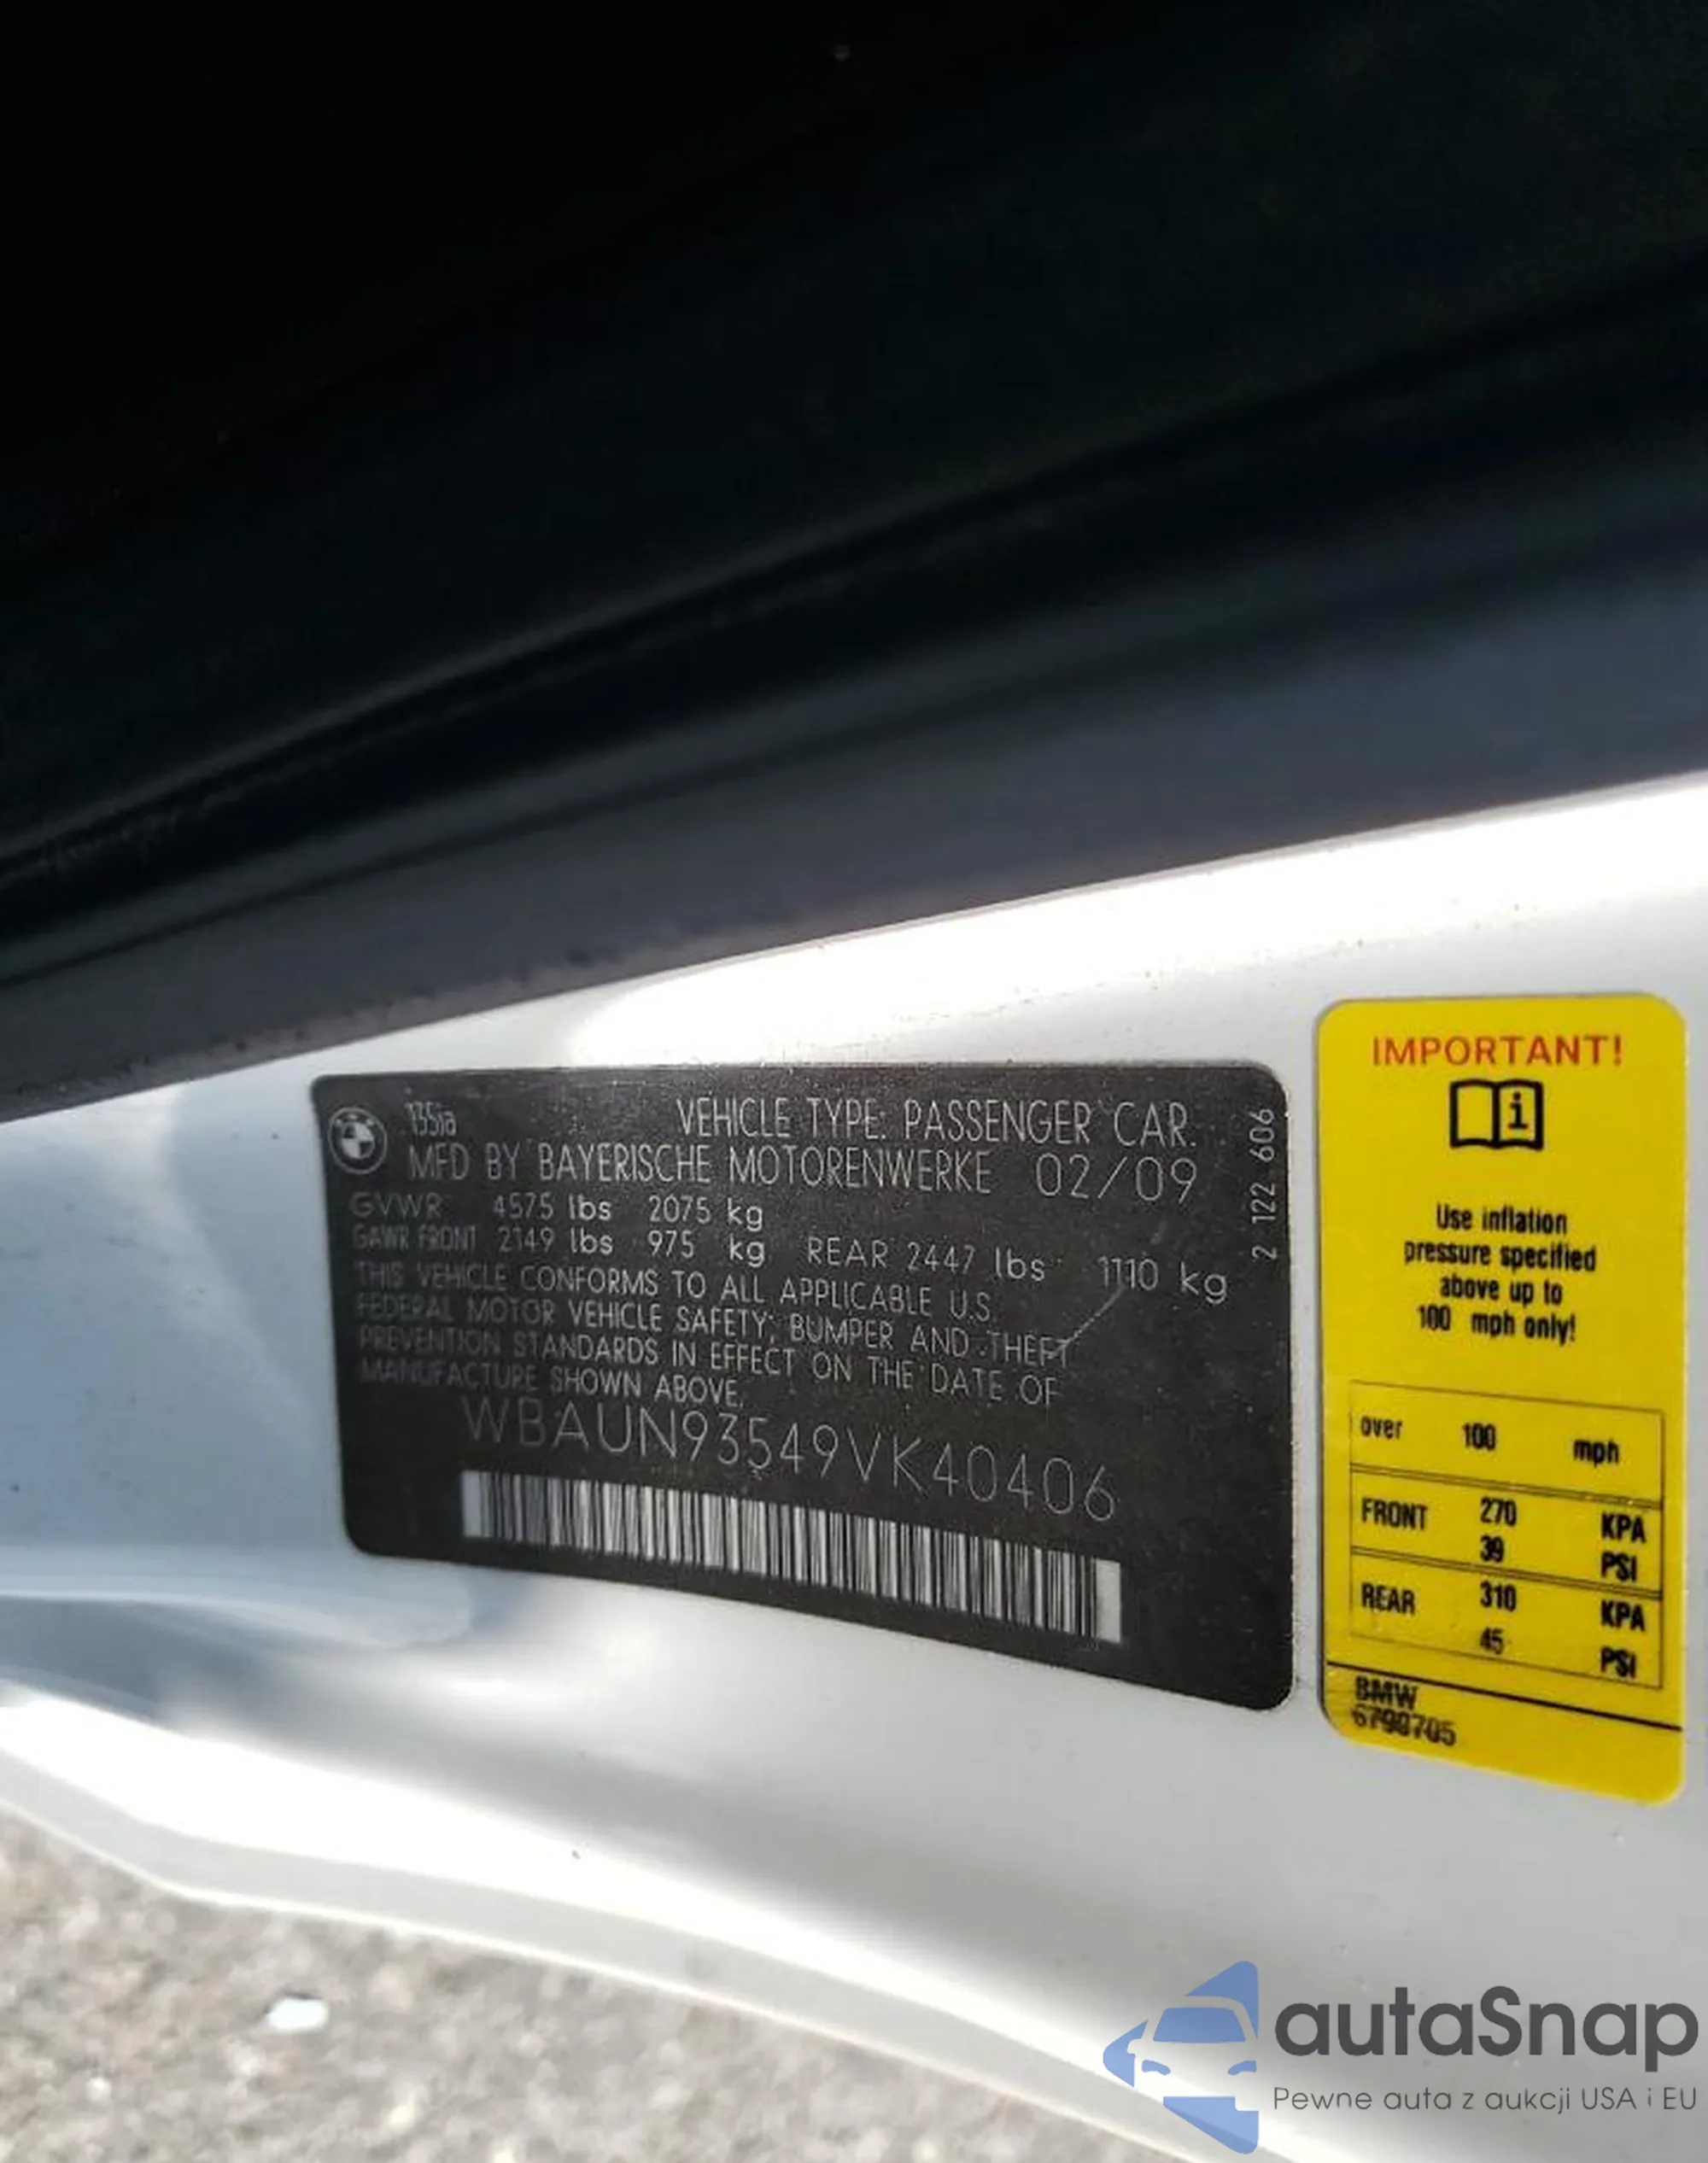 135ia VEHICLE TYPE: PASSENGER CAR.
MFD BY BAYERISCHE MOTORENWERKE 02/09
GVWR 4575 lbs 2075 kg
GAWR FRONT 2149 lbs 975 kg REAR 2447 lbs 1110 kg
THIS VEHICLE CONFORMS TO ALL APPLICABLE U.S.
FEDERAL MOTOR VEHICLE SAFETY, BUMPER AND THEFT
PREVENTION STANDARDS IN EFFECT ON THE DATE OF
MANUFACTURE SHOWN ABOVE.
WBAUN93549VK40406
2 122 606
IMPORTANT!
i
Use inflation
pressure specified
above up to
100 mph only!
over 100 mph
FRONT 270 KPA
39 PSI
REAR 310 KPA
45 PSI
BMW
6790705
autaSnap
Pewne auta z aukcji USA i EU